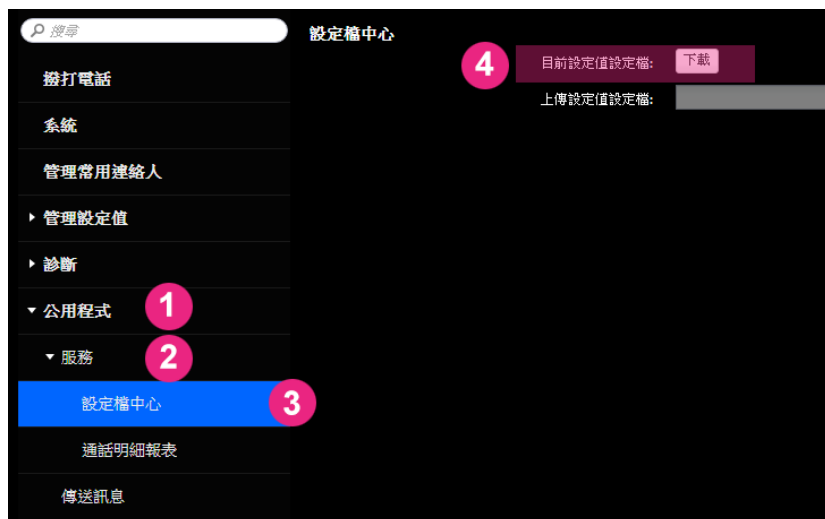 搜尋
設定檔中心
4
目前設定值設定檔: 下載
撥打電話
上傳設定值設定檔:
系統
管理常用連絡人
管理設定值
診斷
公用程式 1
服務 2
設定檔中心 3
通話明細報表
傳送訊息